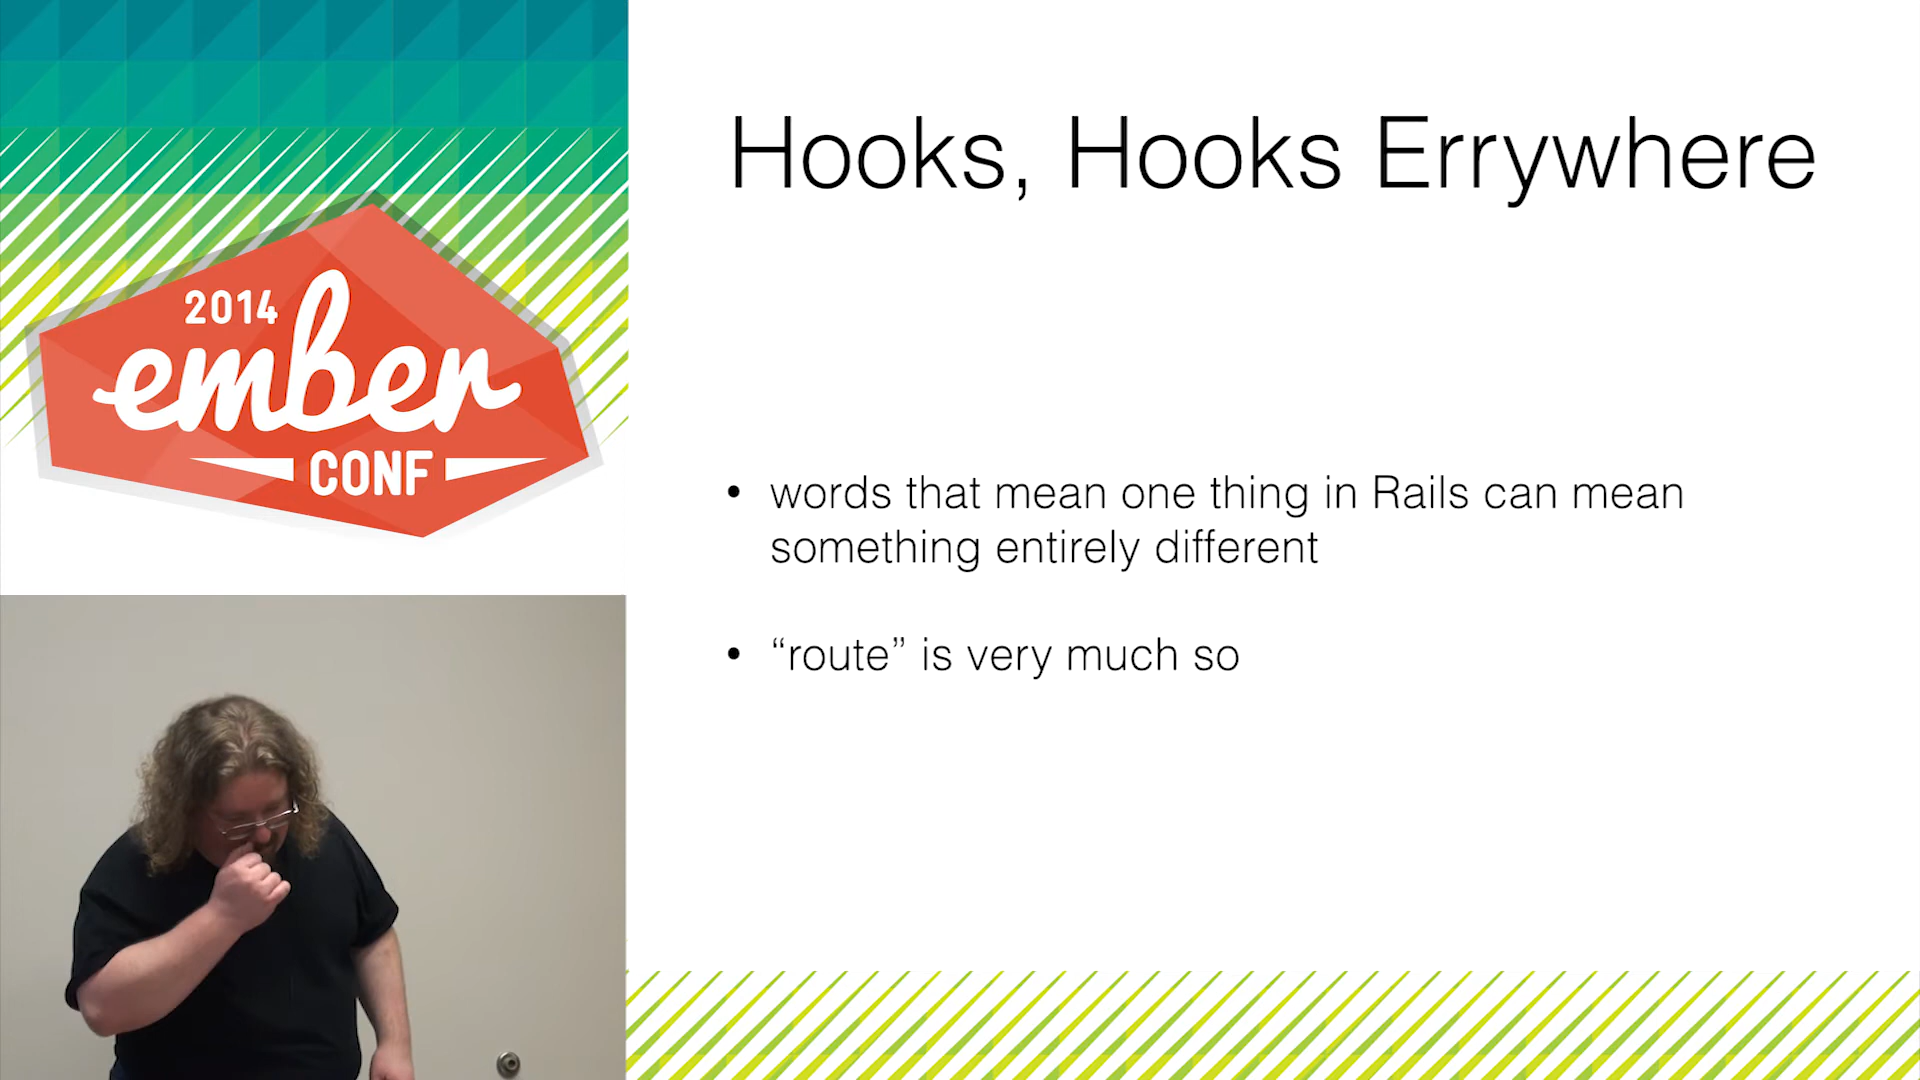 2014
ember
CONF
Hooks, Hooks Errywhere
• words that mean one thing in Rails can mean
something entirely different
• “route” is very much so